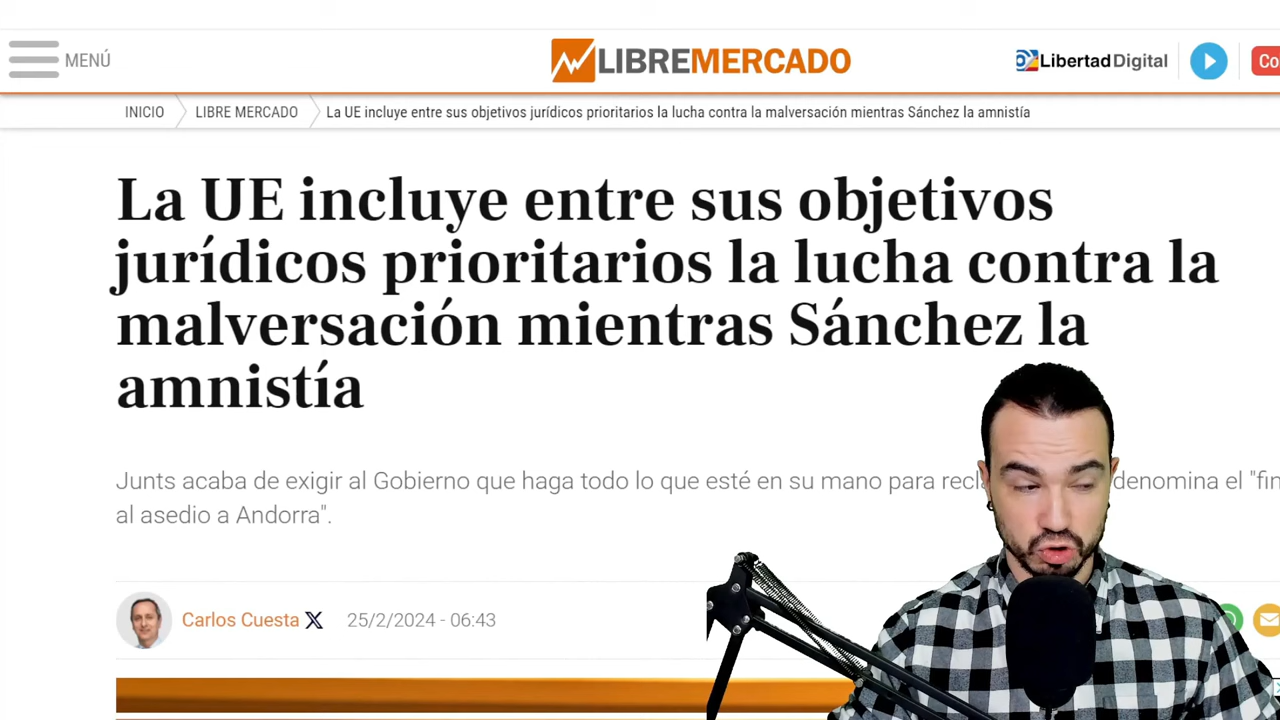 MENÚ
LIBREMERCADO
Libertad Digital
Co
INICIO
LIBRE MERCADO
La UE incluye entre sus objetivos jurídicos prioritarios la lucha contra la malversación mientras Sánchez la amnistía
La UE incluye entre sus objetivos
jurídicos prioritarios la lucha contra la
malversación mientras Sánchez la
amnistía
Junts acaba de exigir al Gobierno que haga todo lo que esté en su mano para denomina el "fin
al asedio a Andorra".
Carlos Cuesta X 25/2/2024 - 06:43